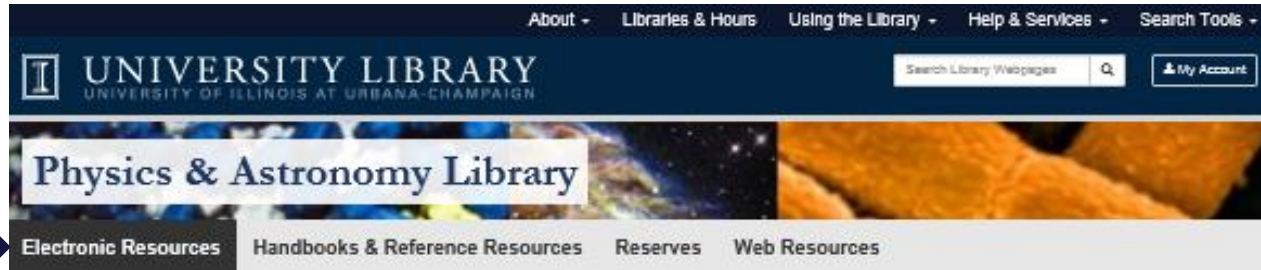 About - Libraries & Hours Using the Library - Help & Services - Search Tools -
I UNIVERSITY LIBRARY
UNIVERSITY OF ILLINOIS AT URBANA-CHAMPAIGN
Search Library Webpages My Account
Physics & Astronomy Library
Electronic Resources Handbooks & Reference Resources Reserves Web Resources